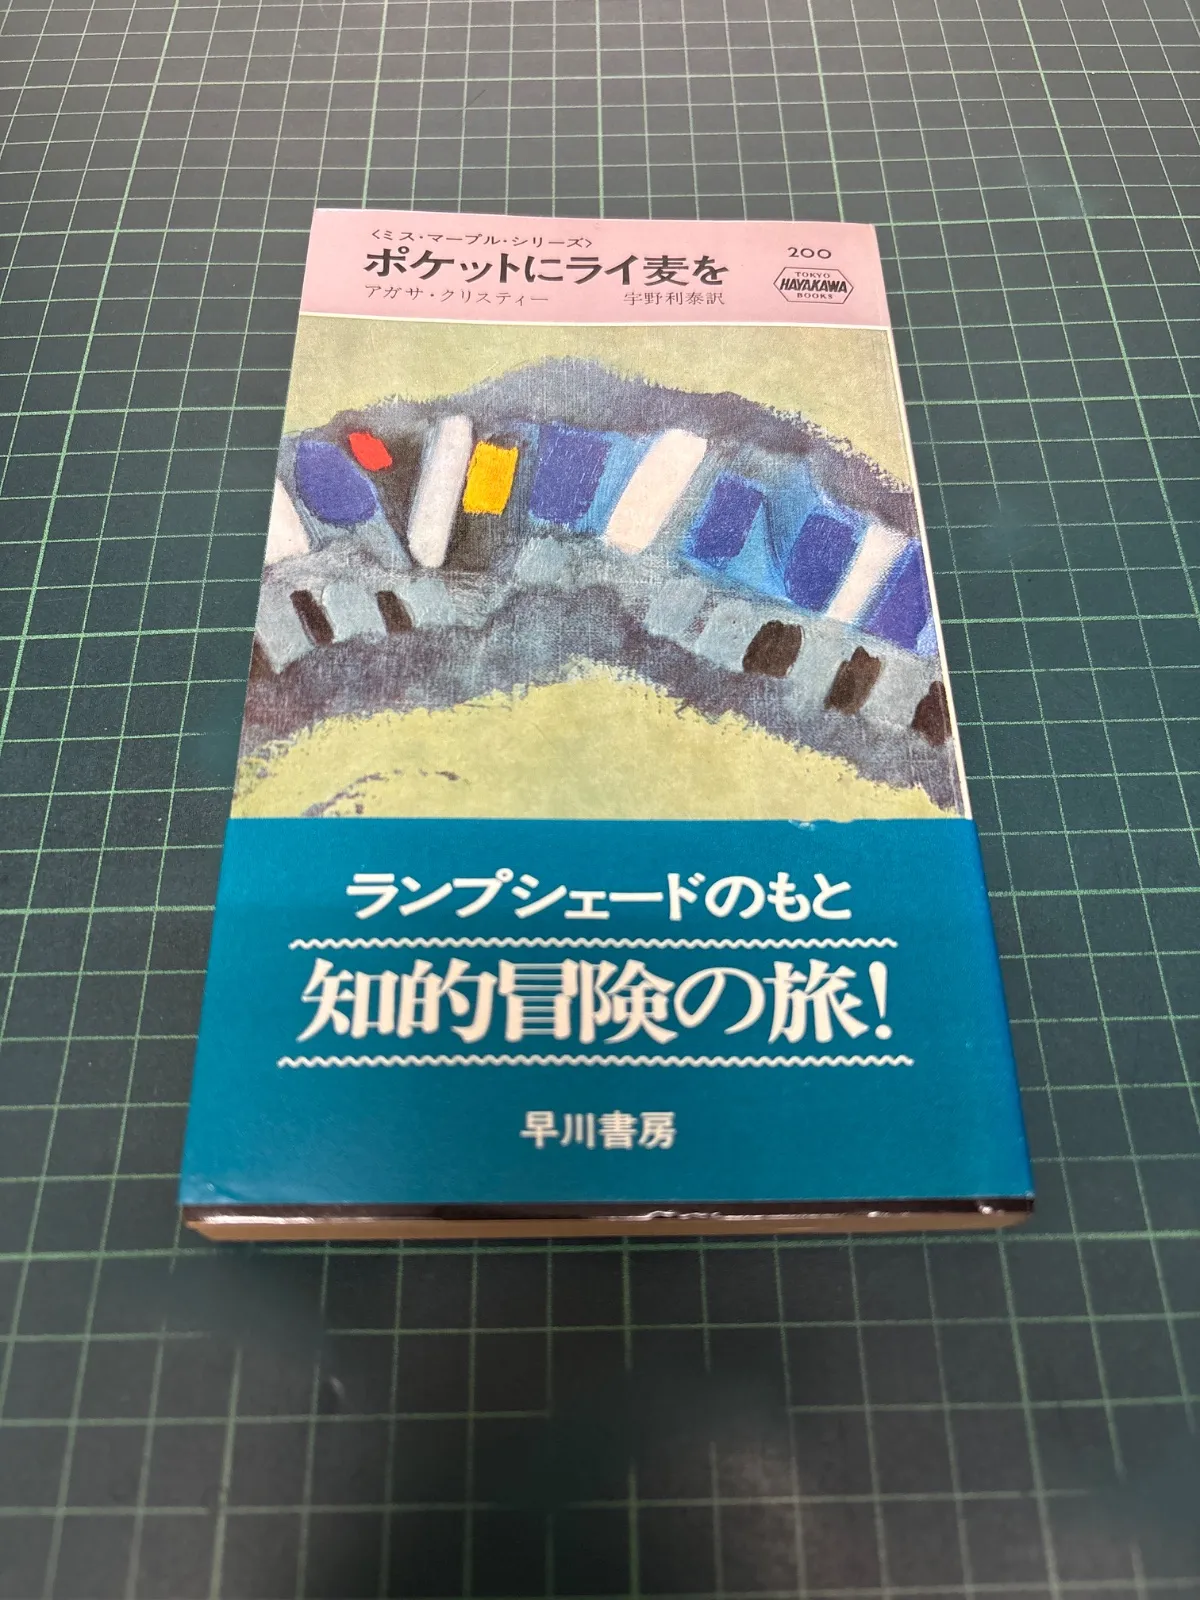 〈ミス・マープル・シリーズ〉
ポケットにライ麦を
アガサ・クリスティー 宇野利泰訳
200
TOKYO
HAYAKAWA
BOOKS
ランプシェードのもと
知的冒険の旅!
早川書房